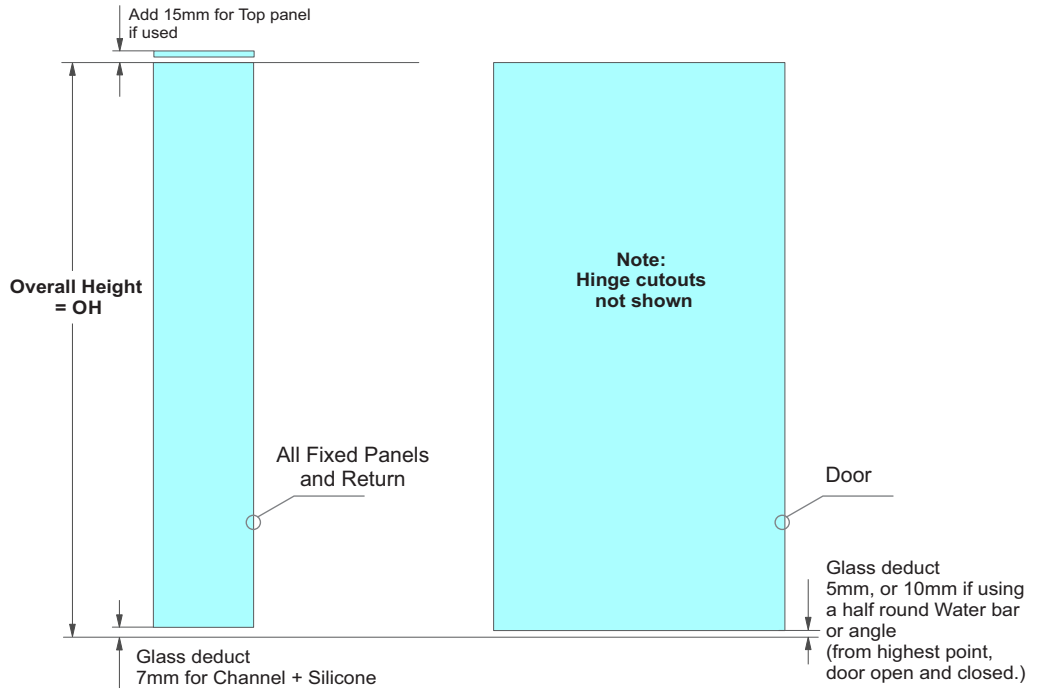 Add 15mm for Top panel
if used
Overall Height
= OH
Note:
Hinge cutouts
not shown
All Fixed Panels
and Return
Door
Glass deduct
7mm for Channel + Silicone
Glass deduct
5mm, or 10mm if using
a half round Water bar
or angle
(from highest point,
door open and closed.)